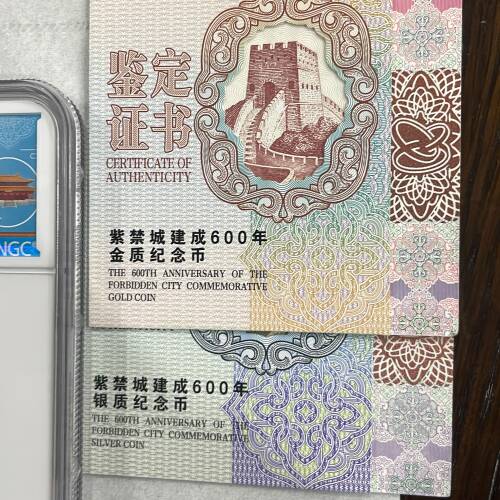 鉴定
证书
CERTIFICATE OF
AUTHENTICITY
紫禁城建成600年
金质纪念币
THE 600TH ANNIVERSARY OF THE
FORBIDDEN CITY COMMEMORATIVE
GOLD COIN
NGC
紫禁城建成600年
银质纪念币
THE 600TH ANNIVERSARY OF THE
FORBIDDEN CITY COMMEMORATIVE
SILVER COIN